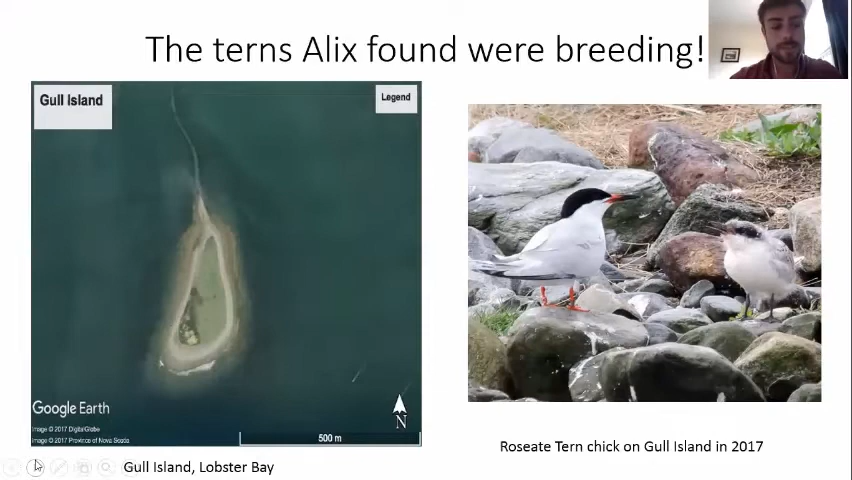 The terns Alix found were breeding!
Gull Island
Legend
Google Earth
Image © 2017 DigitalGlobe
Image © 2017 Province of Nova Scotia
500 m
N
Gull Island, Lobster Bay
Roseate Tern chick on Gull Island in 2017